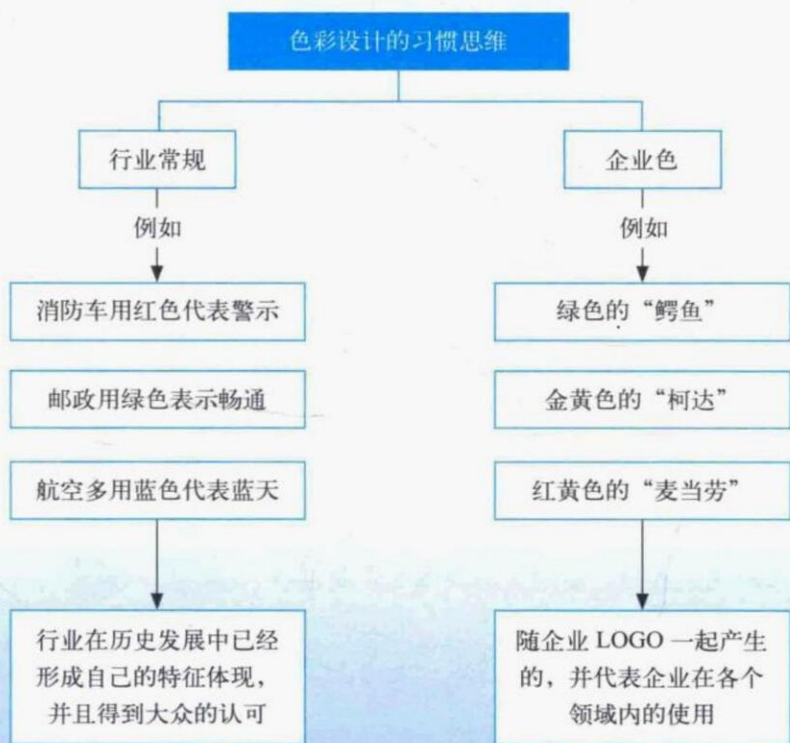 色彩设计的习惯思维
行业常规
企业色
例如
例如
消防车用红色代表警示
绿色的“鳄鱼”
邮政用绿色表示畅通
金黄色的“柯达”
航空多用蓝色代表蓝天
红黄色的“麦当劳”
行业在历史发展中已经
形成自己的特征体现，
并且得到大众的认可
随企业 LOGO 一起产生
的，并代表企业在各个
领域内的使用